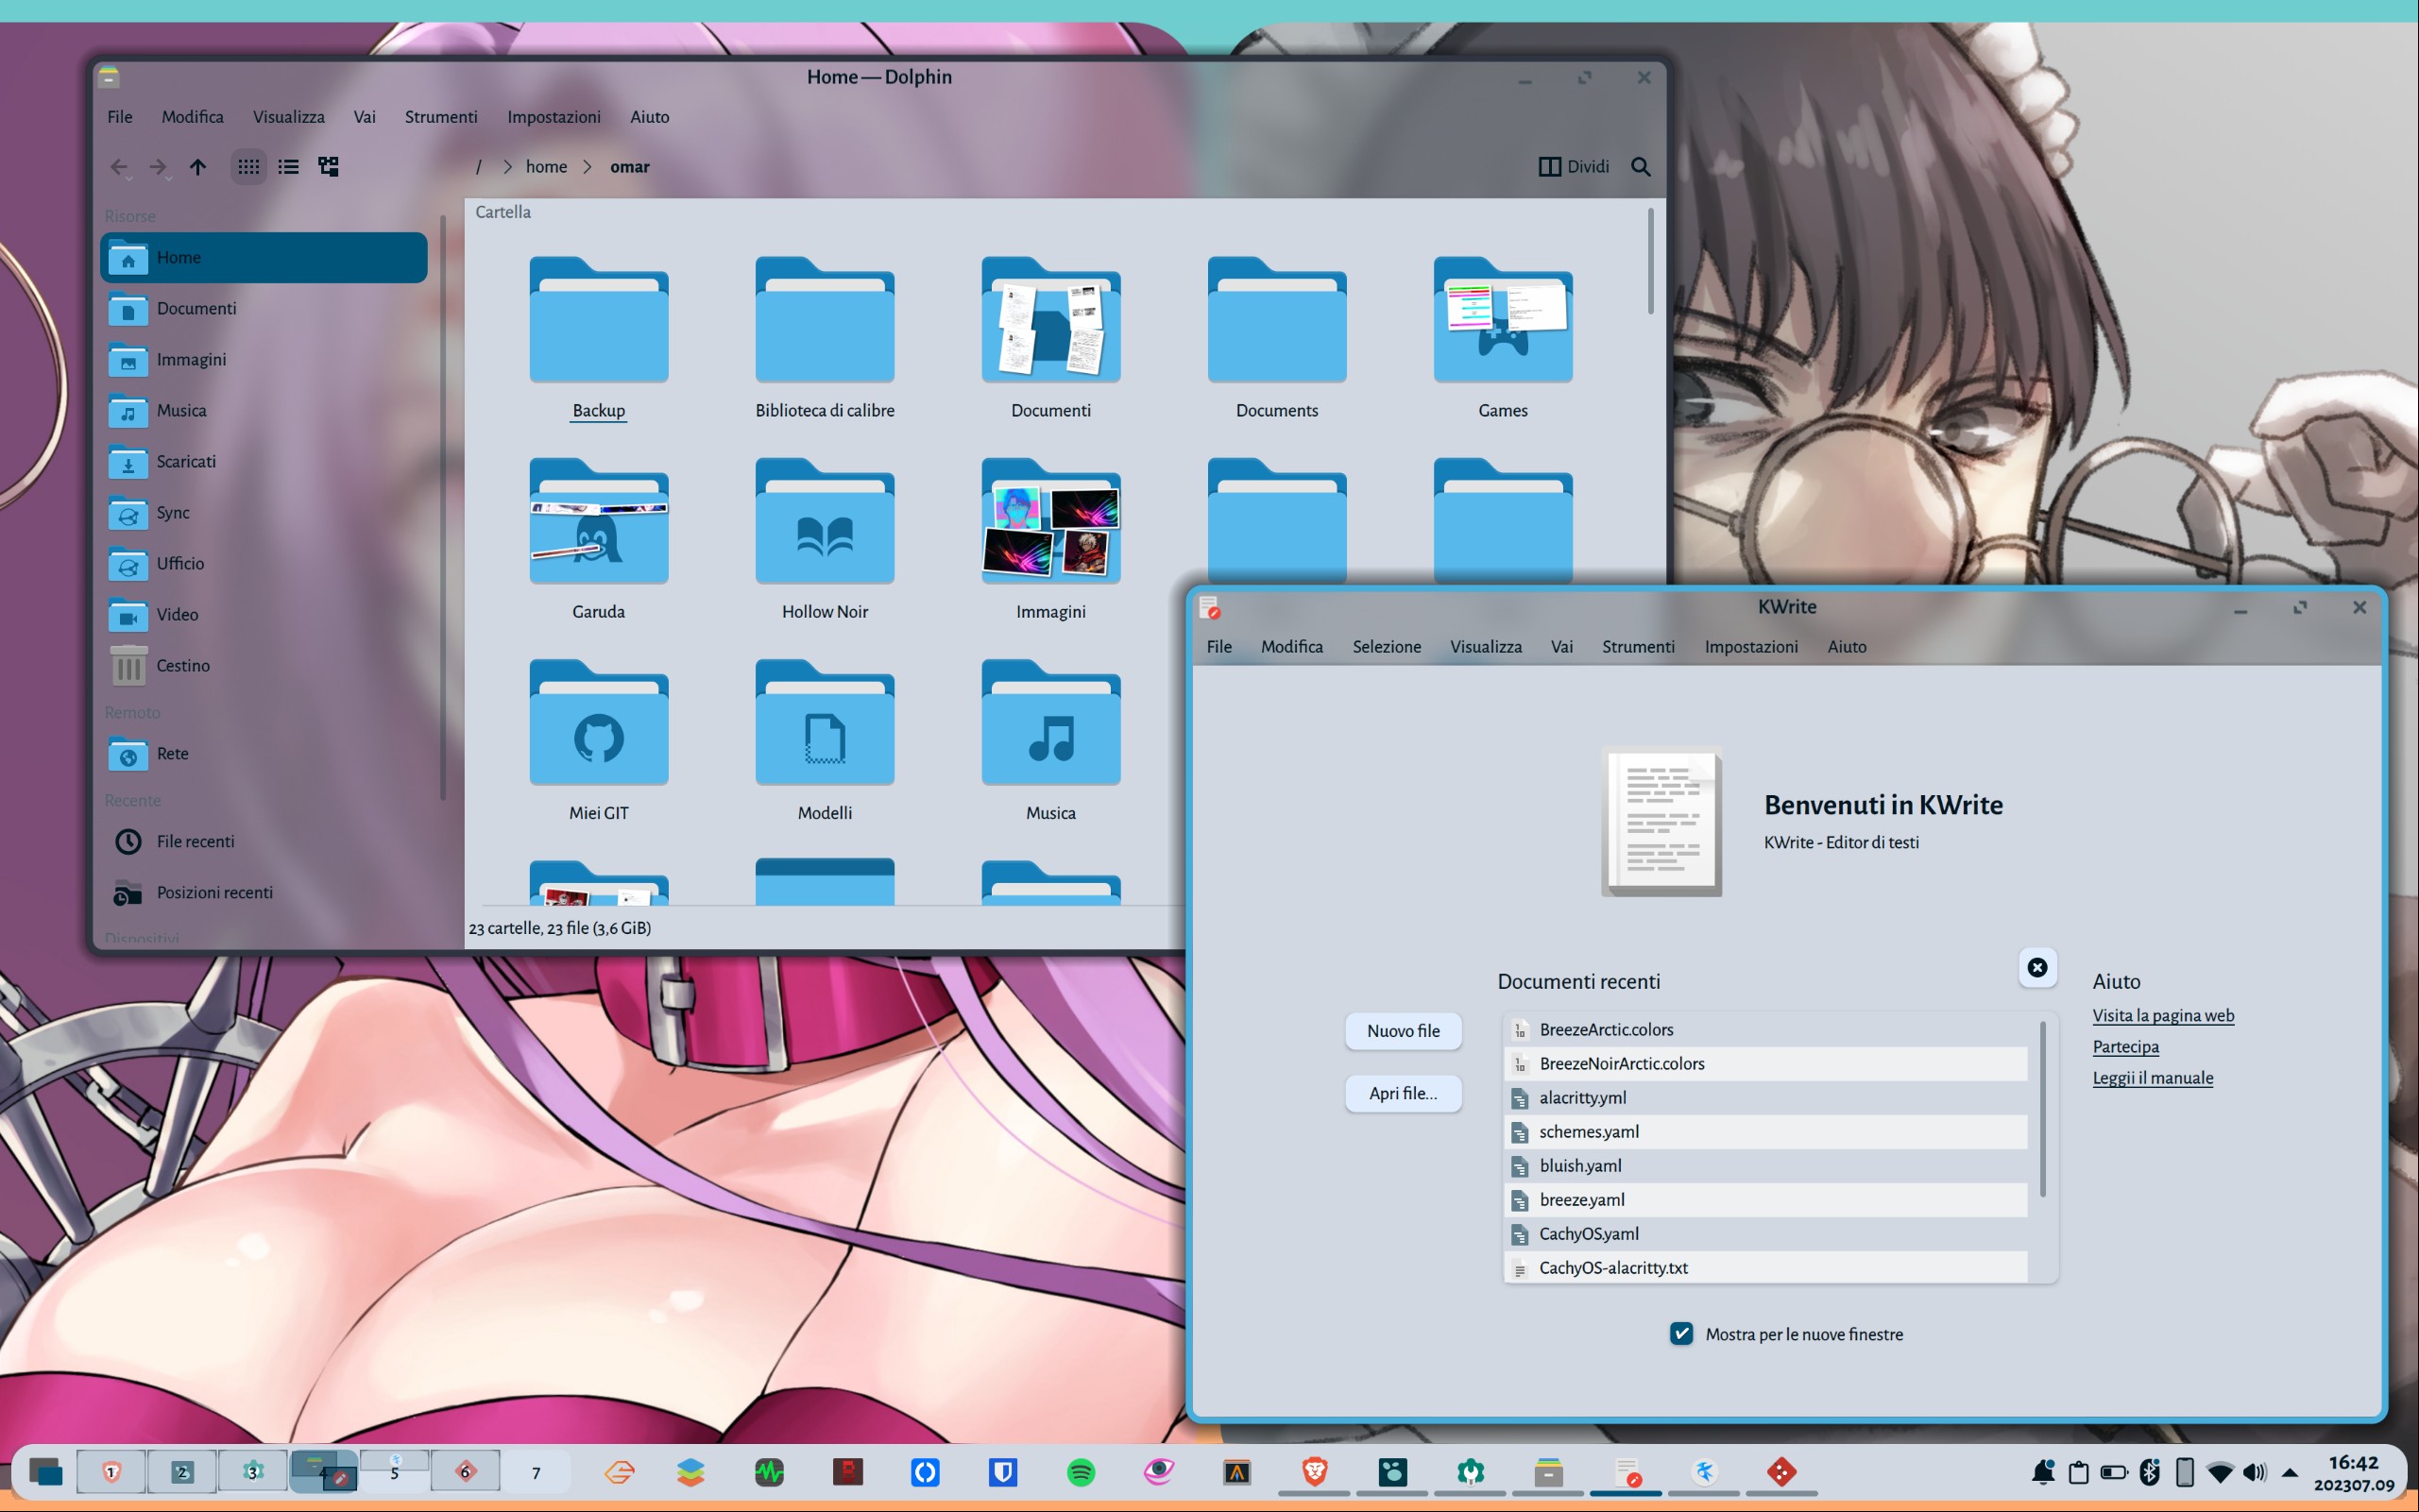 Home — Dolphin
File Modifica Visualizza Vai Strumenti Impostazioni Aiuto
/ > home > omar
Dividi
Risorse
Home
Documenti
Immagini
Musica
Scaricati
Sync
Ufficio
Video
Cestino
Remoto
Rete
Recente
File recenti
Posizioni recenti
Dispositivi
Cartella
Backup
Biblioteca di calibre
Documenti
Documents
Games
Garuda
Hollow Noir
Immagini
Miei GIT
Modelli
Musica
23 cartelle, 23 file (3,6 GiB)
KWrite
File Modifica Selezione Visualizza Vai Strumenti Impostazioni Aiuto
Benvenuti in KWrite
KWrite - Editor di testi
Nuovo file
Apri file...
Documenti recenti
BreezeArctic.colors
BreezeNoirArctic.colors
alacritty.yml
schemes.yaml
bluish.yaml
breeze.yaml
CachyOS.yaml
CachyOS-alacritty.txt
Aiuto
Visita la pagina web
Partecipa
Leggii il manuale
Mostra per le nuove finestre
1 2 3 4 5 6 7
16:42
202307.09